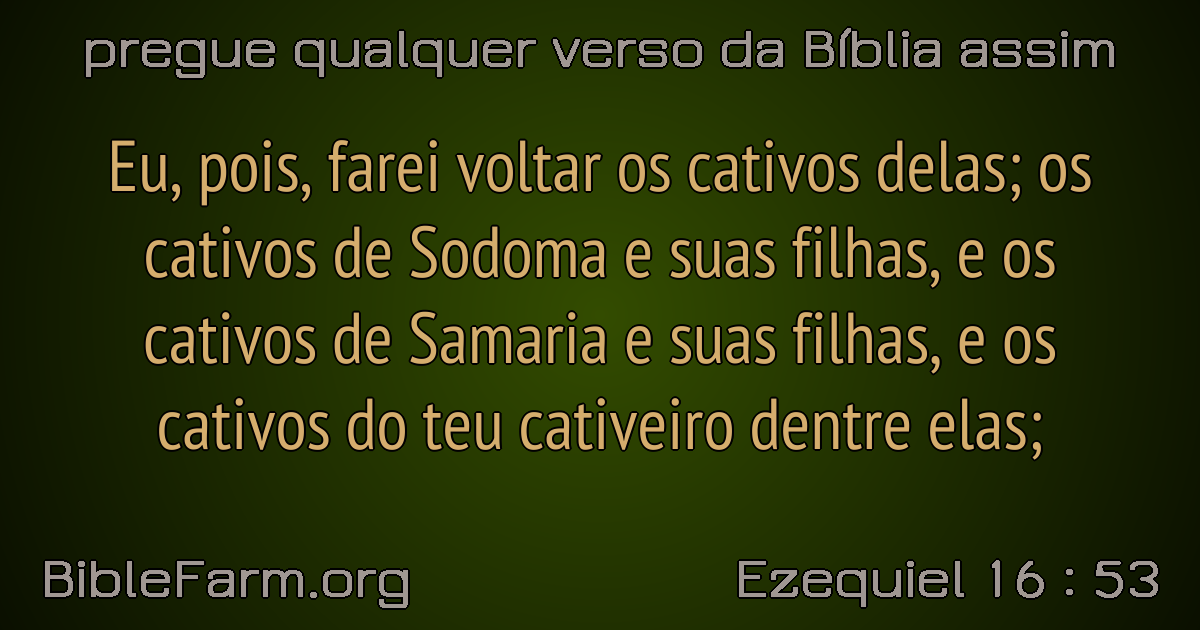 pregue qualquer verso da Bíblia assim
Eu, pois, farei voltar os cativos delas; os
cativos de Sodoma e suas filhas, e os
cativos de Samaria e suas filhas, e os
cativos do teu cativeiro dentre elas;
BibleFarm.org
Ezequiel 16 : 53